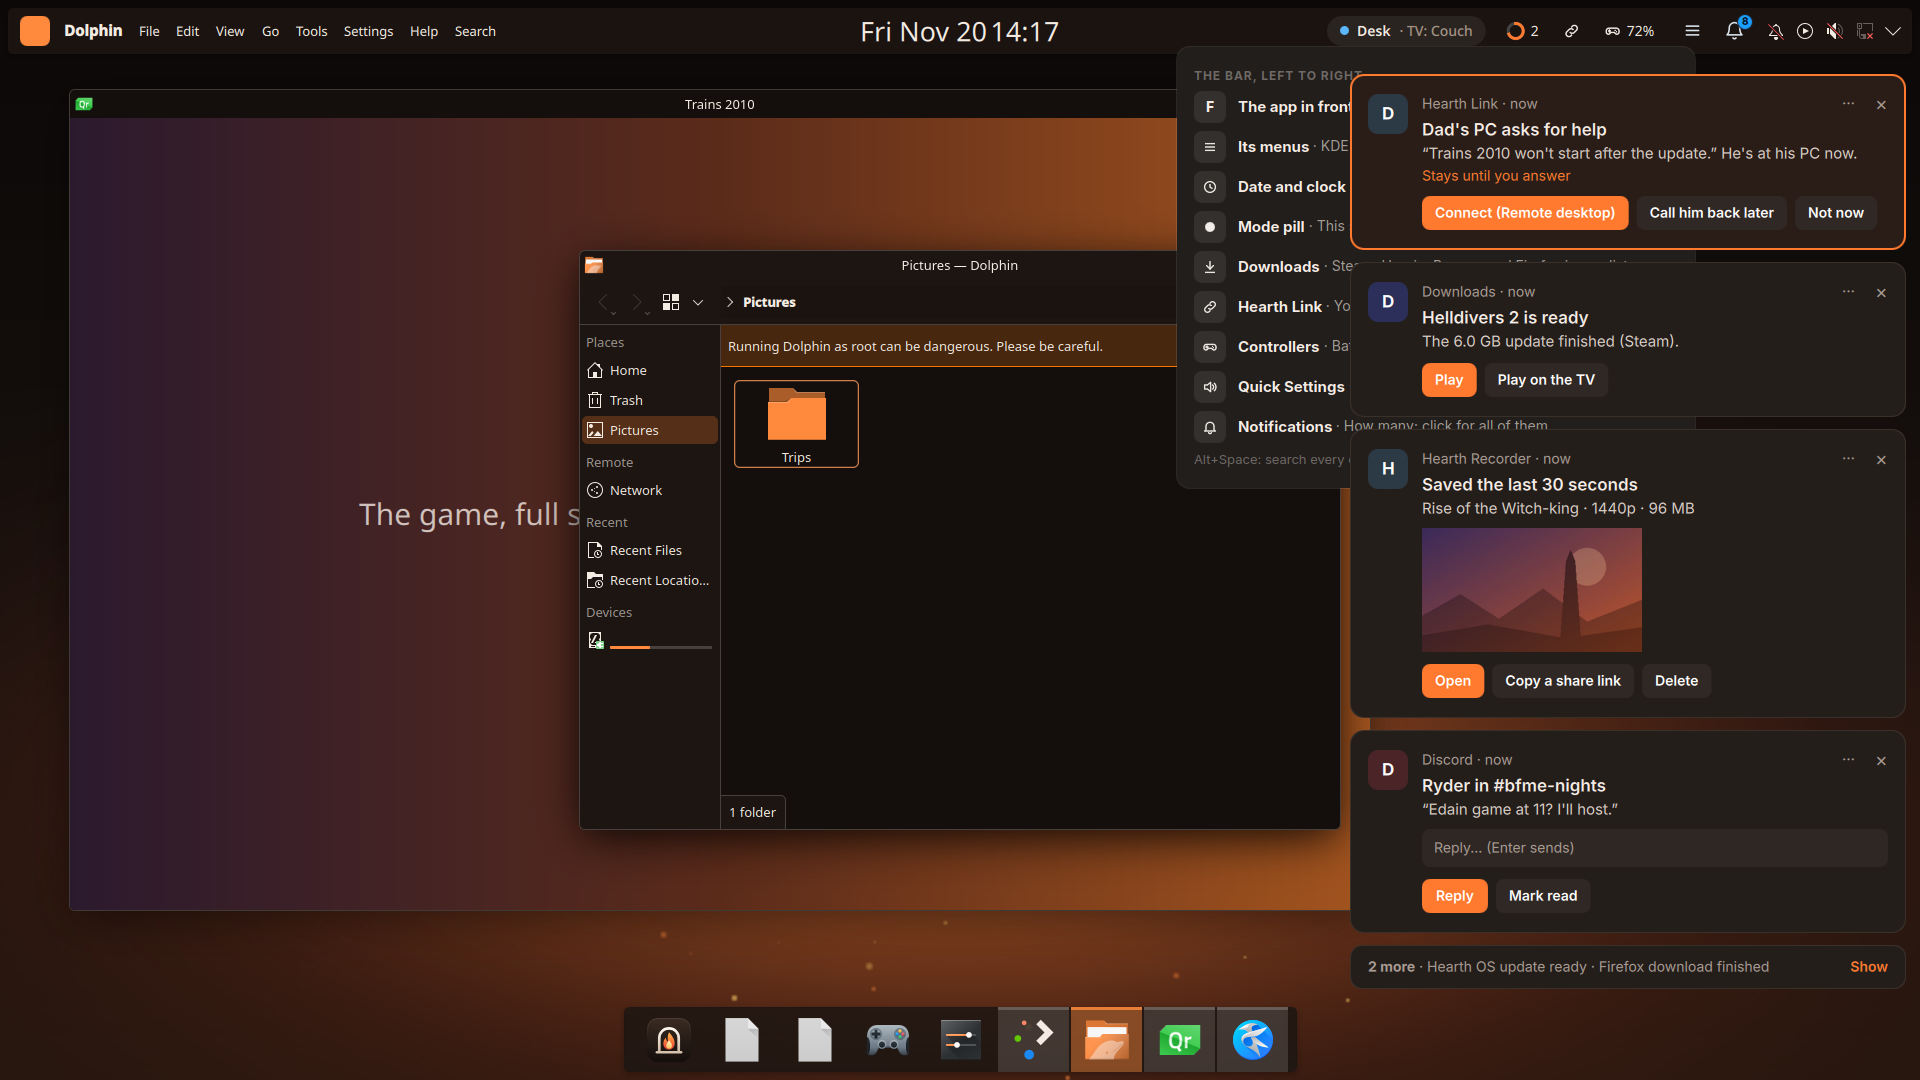 Dolphin File Edit View Go Tools Settings Help Search
Fri Nov 20 14:17
Desk · TV: Couch 2 72% 8
Trains 2010
The game, full s
Pictures — Dolphin
Pictures
Places
Home
Trash
Pictures
Remote
Network
Recent
Recent Files
Recent Locatio...
Devices
Running Dolphin as root can be dangerous. Please be careful.
Trips
1 folder
THE BAR, LEFT TO RIGHT
F The app in front
Its menus · KDE
Date and clock
Mode pill · This
Downloads · Ste
Hearth Link · Yo
Controllers · Ba
Quick Settings
Notifications · How many; click for all of them
Alt+Space: search every
D
Hearth Link · now
Dad's PC asks for help
“Trains 2010 won't start after the update.” He's at his PC now.
Stays until you answer
Connect (Remote desktop) Call him back later Not now
D
Downloads · now
Helldivers 2 is ready
The 6.0 GB update finished (Steam).
Play Play on the TV
H
Hearth Recorder · now
Saved the last 30 seconds
Rise of the Witch-king · 1440p · 96 MB
Open Copy a share link Delete
D
Discord · now
Ryder in #bfme-nights
“Edain game at 11? I'll host.”
Reply... (Enter sends)
Reply Mark read
2 more · Hearth OS update ready · Firefox download finished Show
Qr